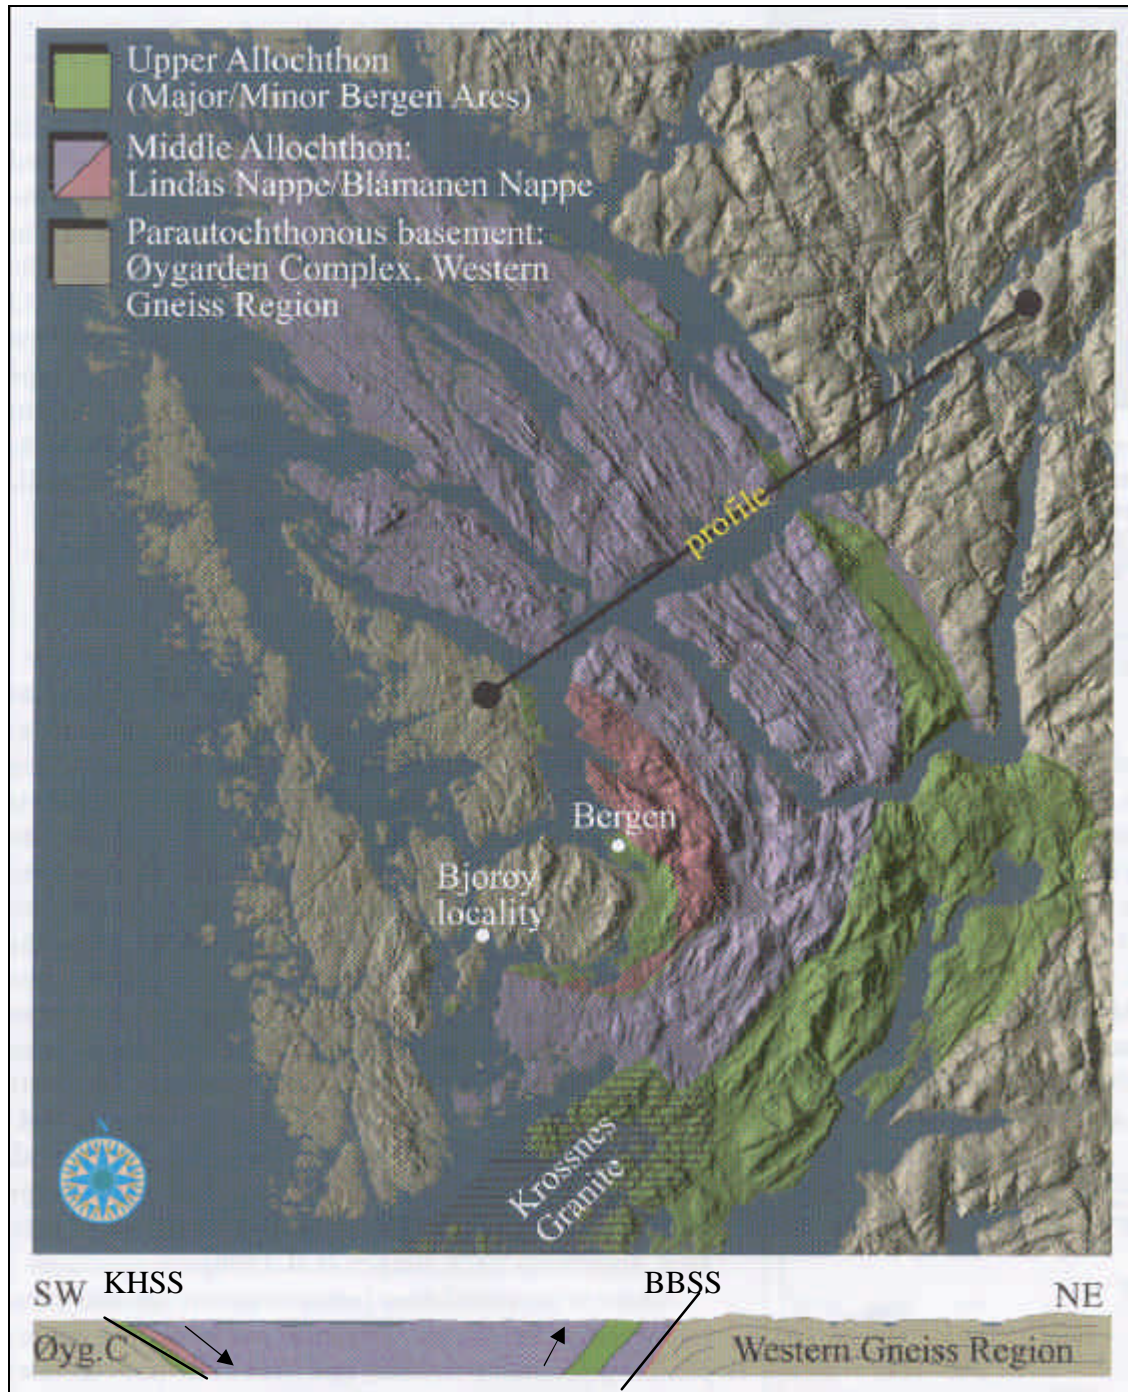 Upper Allochthon
(Major/Minor Bergen Arcs)
Middle Allochthon:
Lindås Nappe/Blåmanen Nappe
Parautochthonous basement:
Øygarden Complex, Western
Gneiss Region
profile
Bergen
Bjorøy
locality
Krossnes
Granite
SW
KHSS
BBSS
NE
Øyg.C
Western Gneiss Region